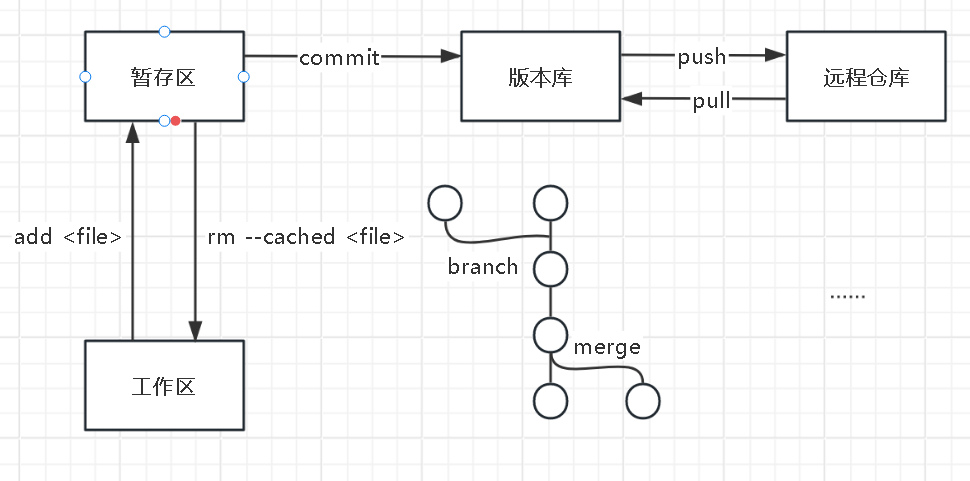 暂存区
commit
版本库
push
pull
远程仓库
add <file>
rm --cached <file>
branch
merge
......
工作区